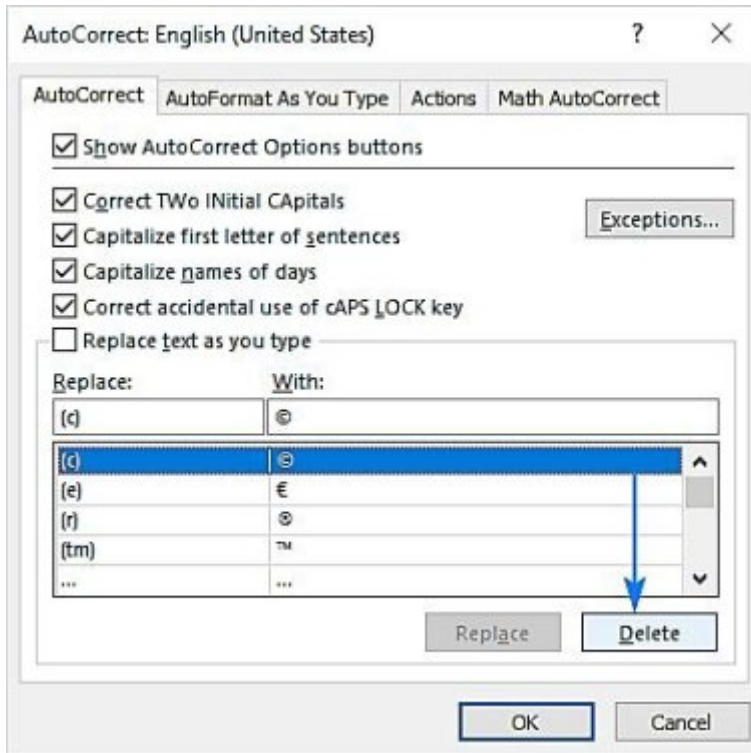 AutoCorrect: English (United States) ? ×
AutoCorrect AutoFormat As You Type Actions Math AutoCorrect
Show AutoCorrect Options buttons
Correct TWo INitial CApitals
Exceptions...
Capitalize first letter of sentences
Capitalize names of days
Correct accidental use of cAPS LOCK key
Replace text as you type
Replace: With:
(c) ©
(c) ©
(e) €
(r) ®
(tm) ™
... ...
Replace Delete
OK Cancel